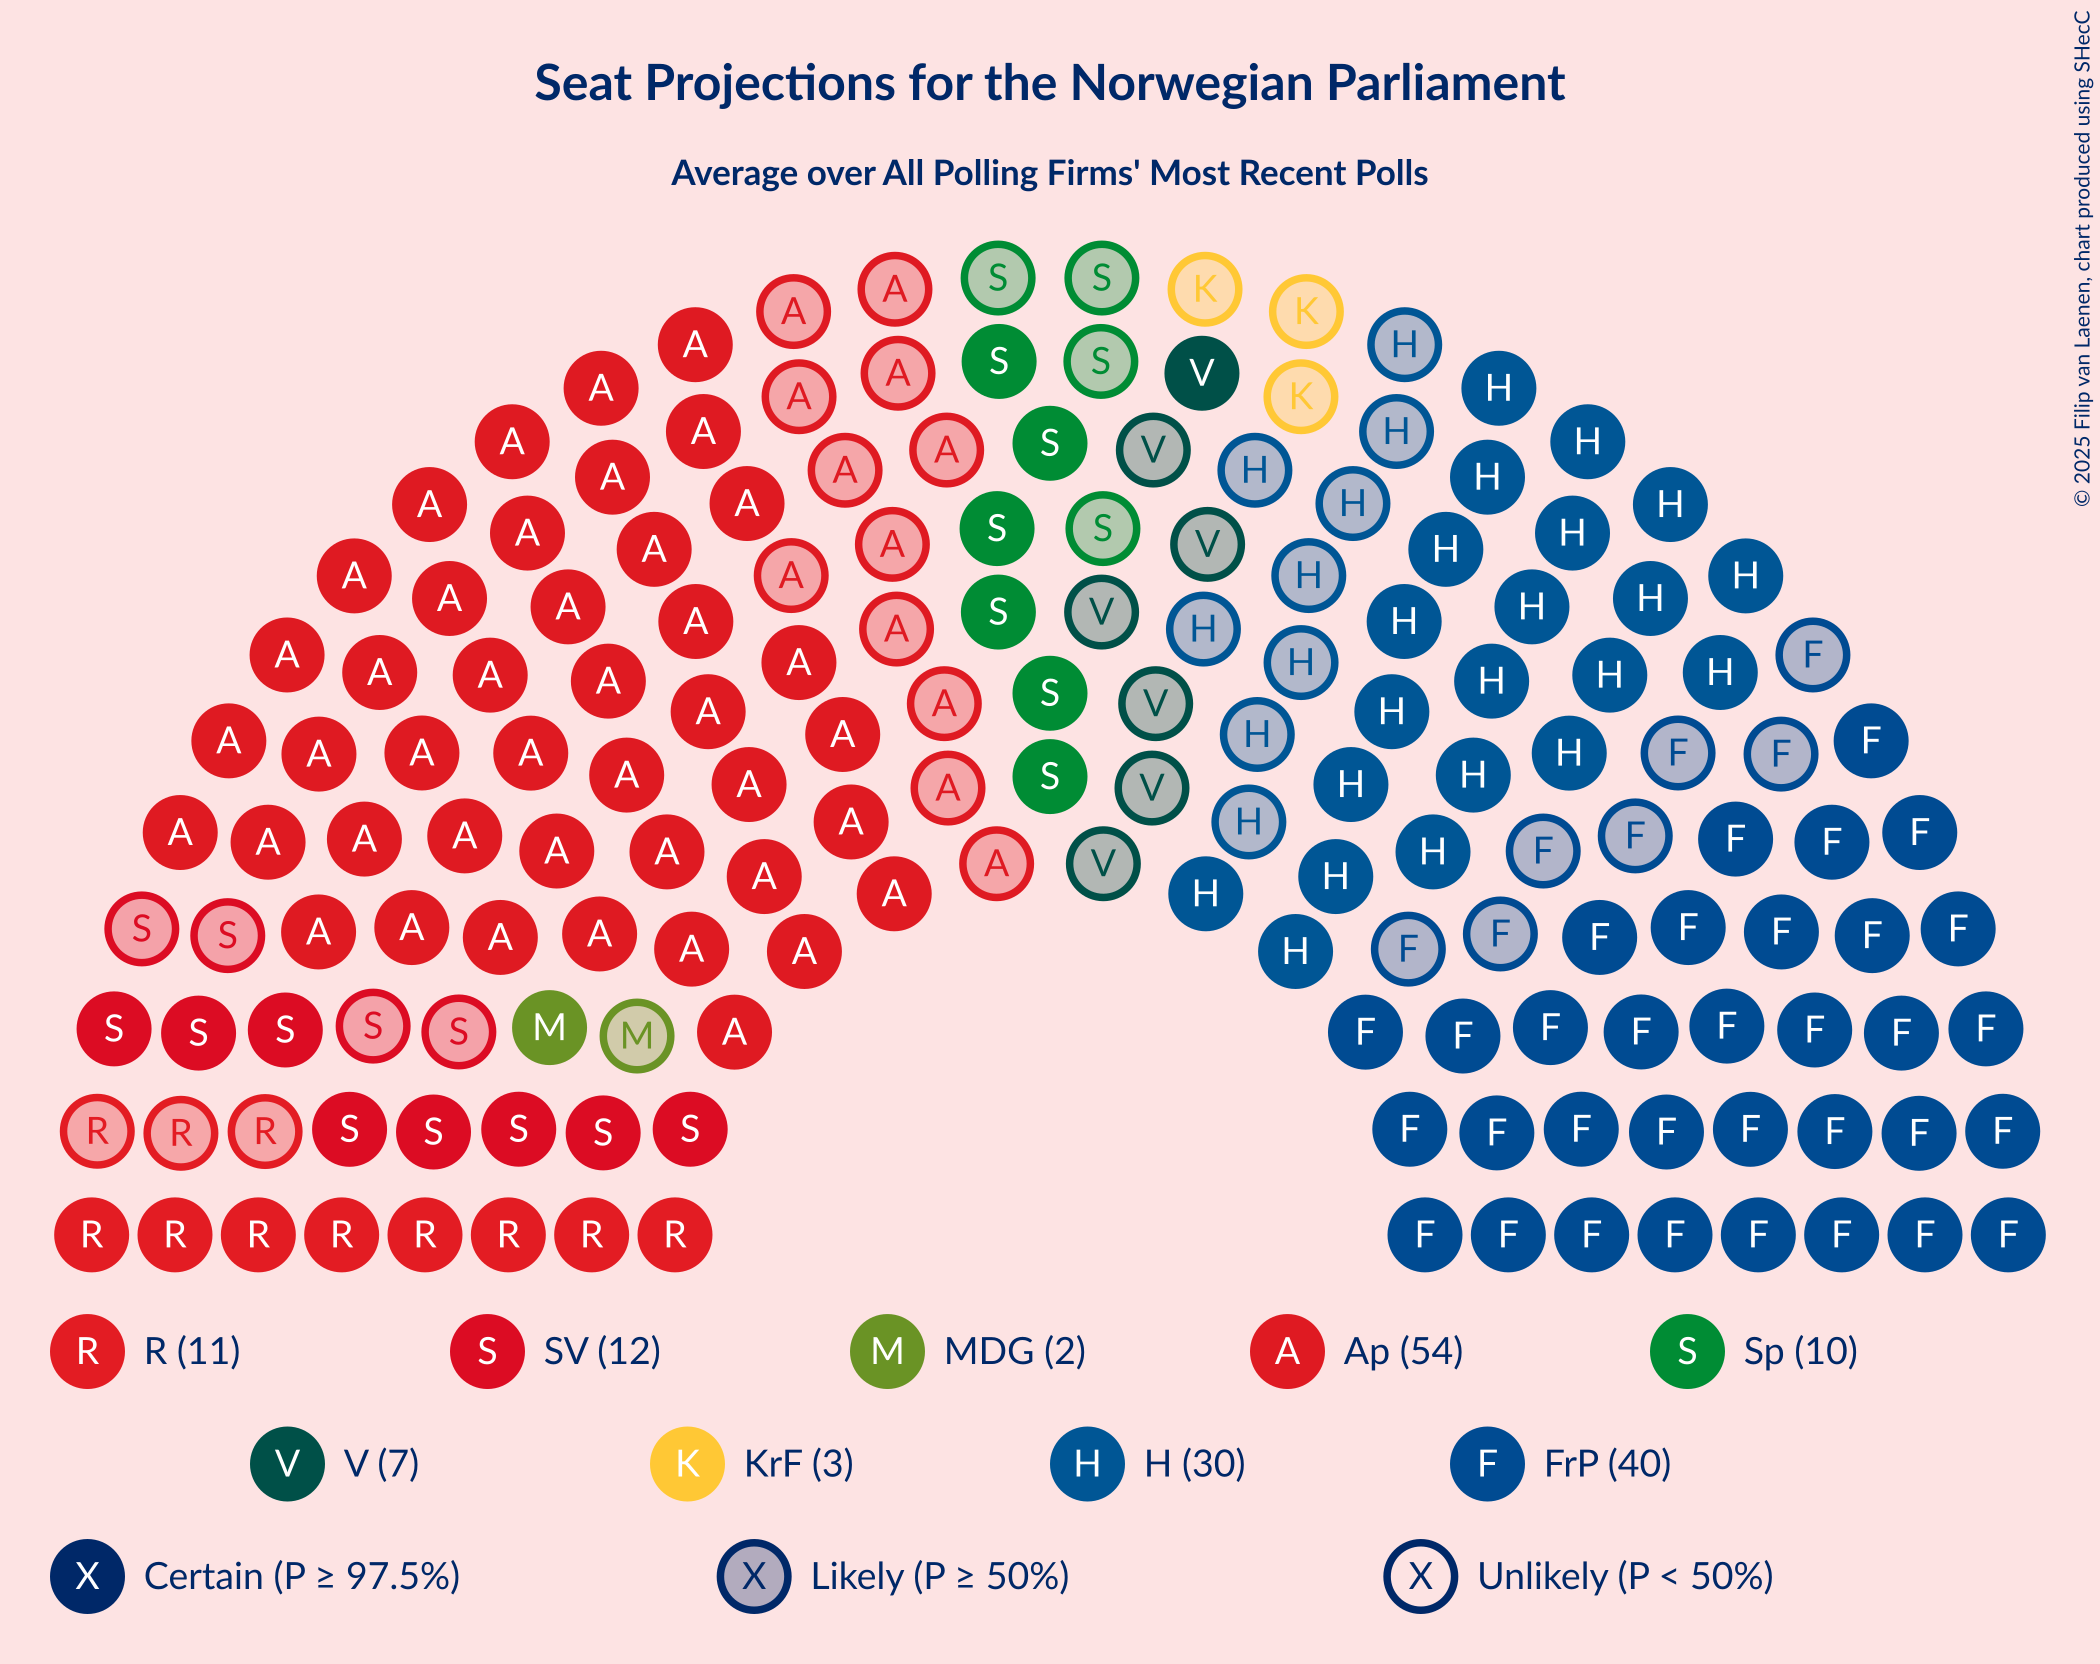 Seat Projections for the Norwegian Parliament
Average over All Polling Firms' Most Recent Polls
© 2025 Filip van Laenen, chart produced using SHecC
S S
A K
A K
A H
S S
A V
A K
A H
A H
S
A V
A H
A H
A H
S S
A V
A H
A H
A H
S V
A H
A H
A H
A H
S
A V
A H
A H
A H
A F
S
A V
A H
A H
A H
A F
A V
A H
A H
A H
A F
A H
A F
A F
A F
S S A A A A A A H F F F F F F F
S S S S S M M A F F F F F F F F
R R R S S S S S F F F F F F F F
R R R R R R R R F F F F F F F F
R R (11) S SV (12) M MDG (2) A Ap (54) S Sp (10)
V V (7) K KrF (3) H H (30) F FrP (40)
X Certain (P ≥ 97.5%) X Likely (P ≥ 50%) X Unlikely (P < 50%)